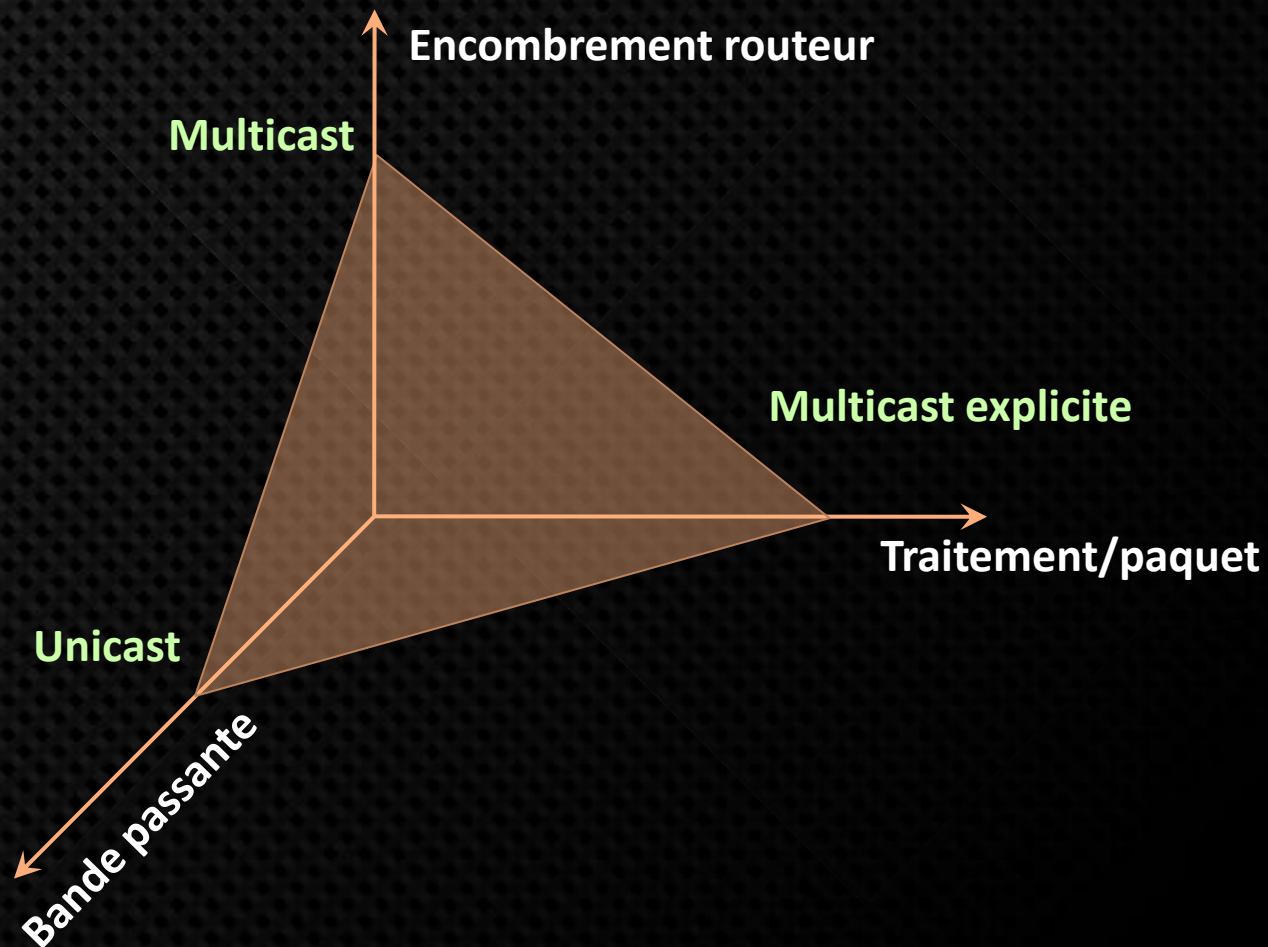 Encombrement routeur
Multicast
Multicast explicite
Traitement/paquet
Unicast
Bande passante